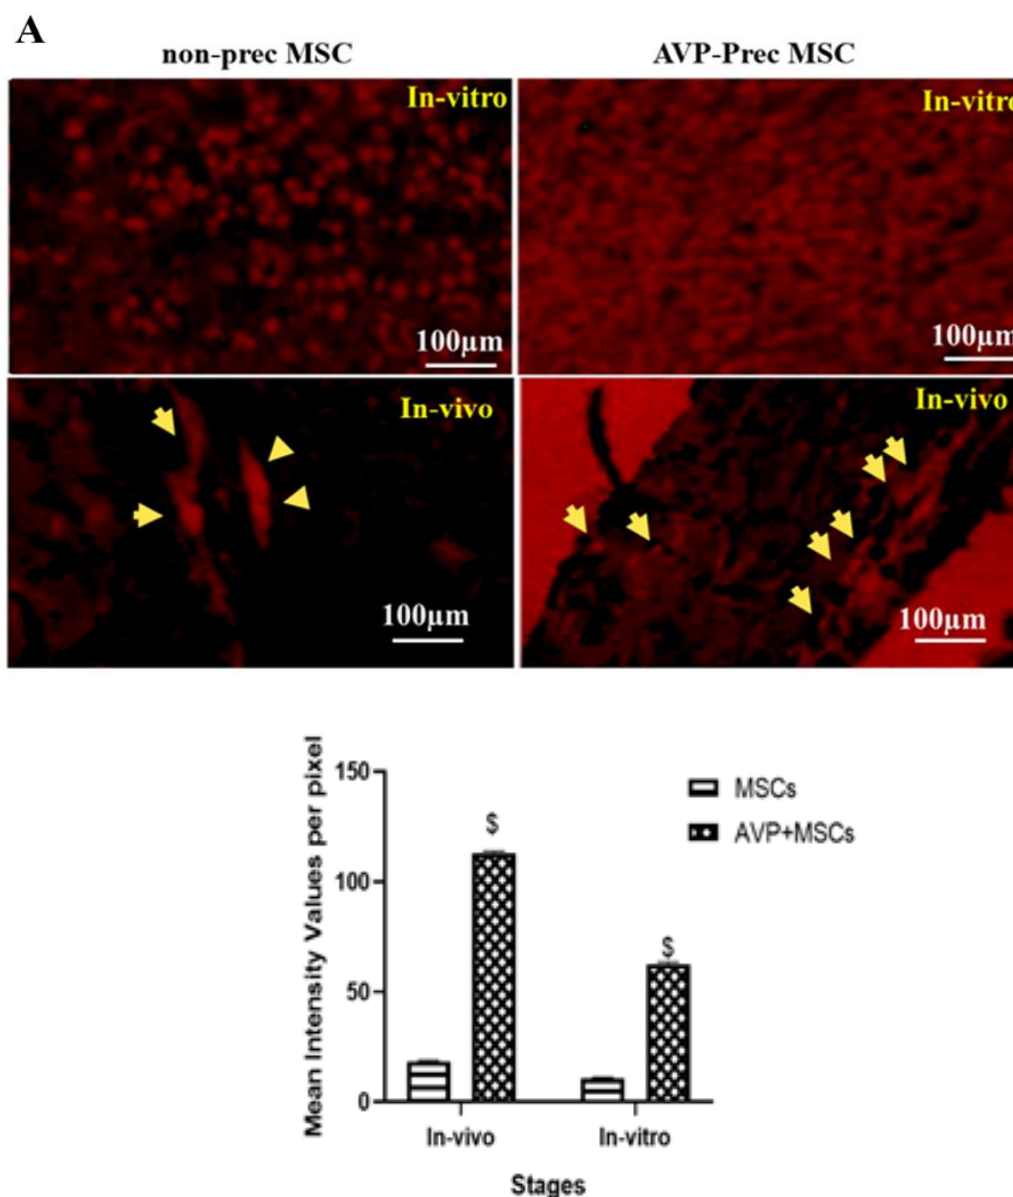 A
non-prec MSC
AVP-Prec MSC
In-vitro
In-vitro
100µm
100µm
In-vivo
In-vivo
100µm
100µm
Mean Intensity Values per pixel
150
100
50
0
$
$
MSCs
AVP+MSCs
In-vivo
In-vitro
Stages